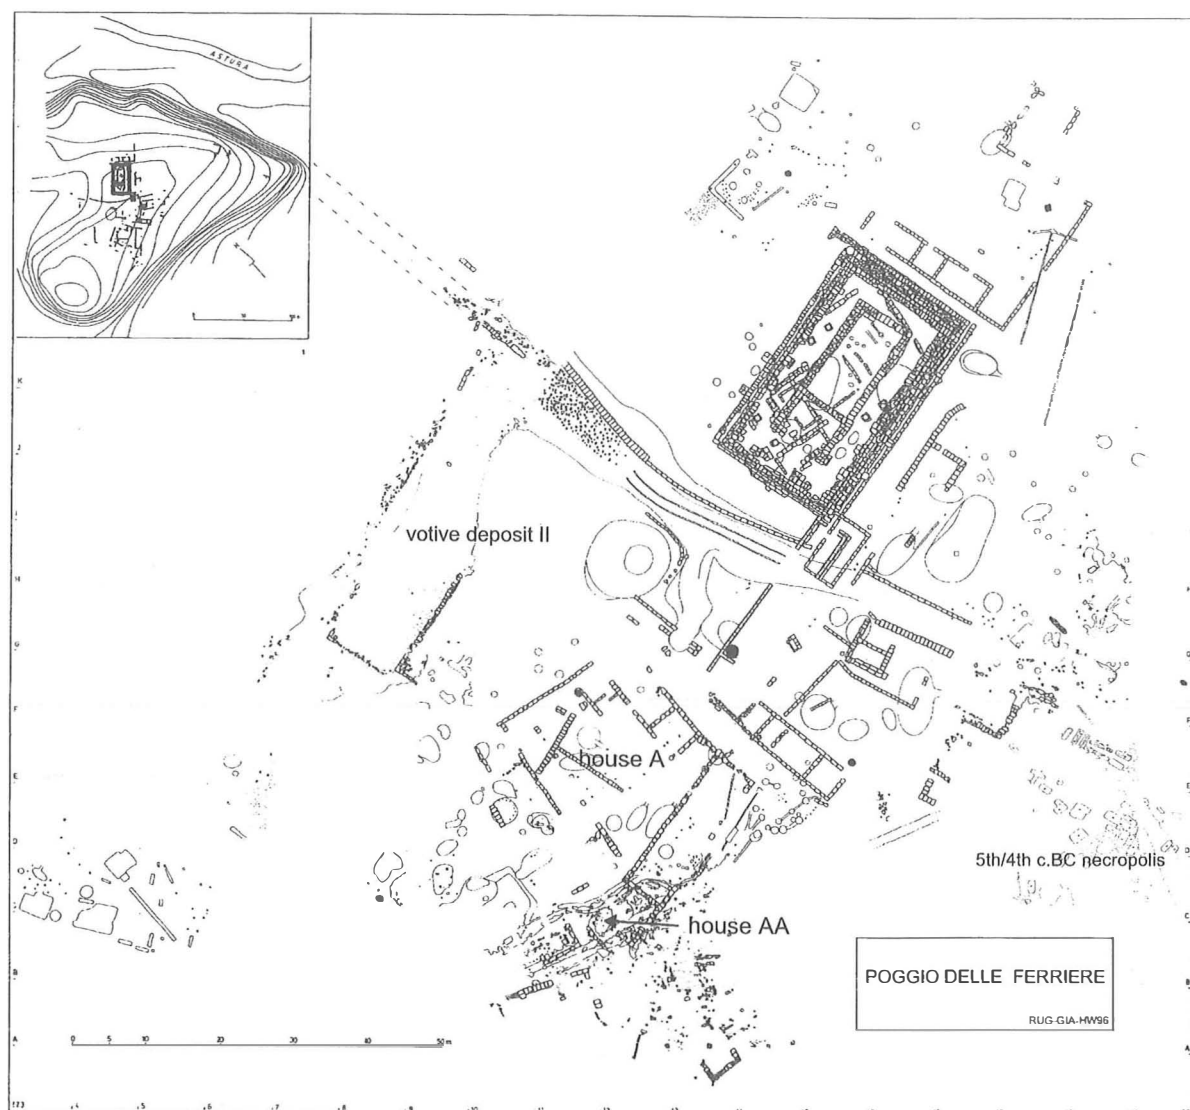 ASTURA
votive deposit II
house A
5th/4th c.BC necropolis
house AA
POGGIO DELLE FERRIERE
RUG-GIA-HW96
0 5 10 20 30 40 50 m